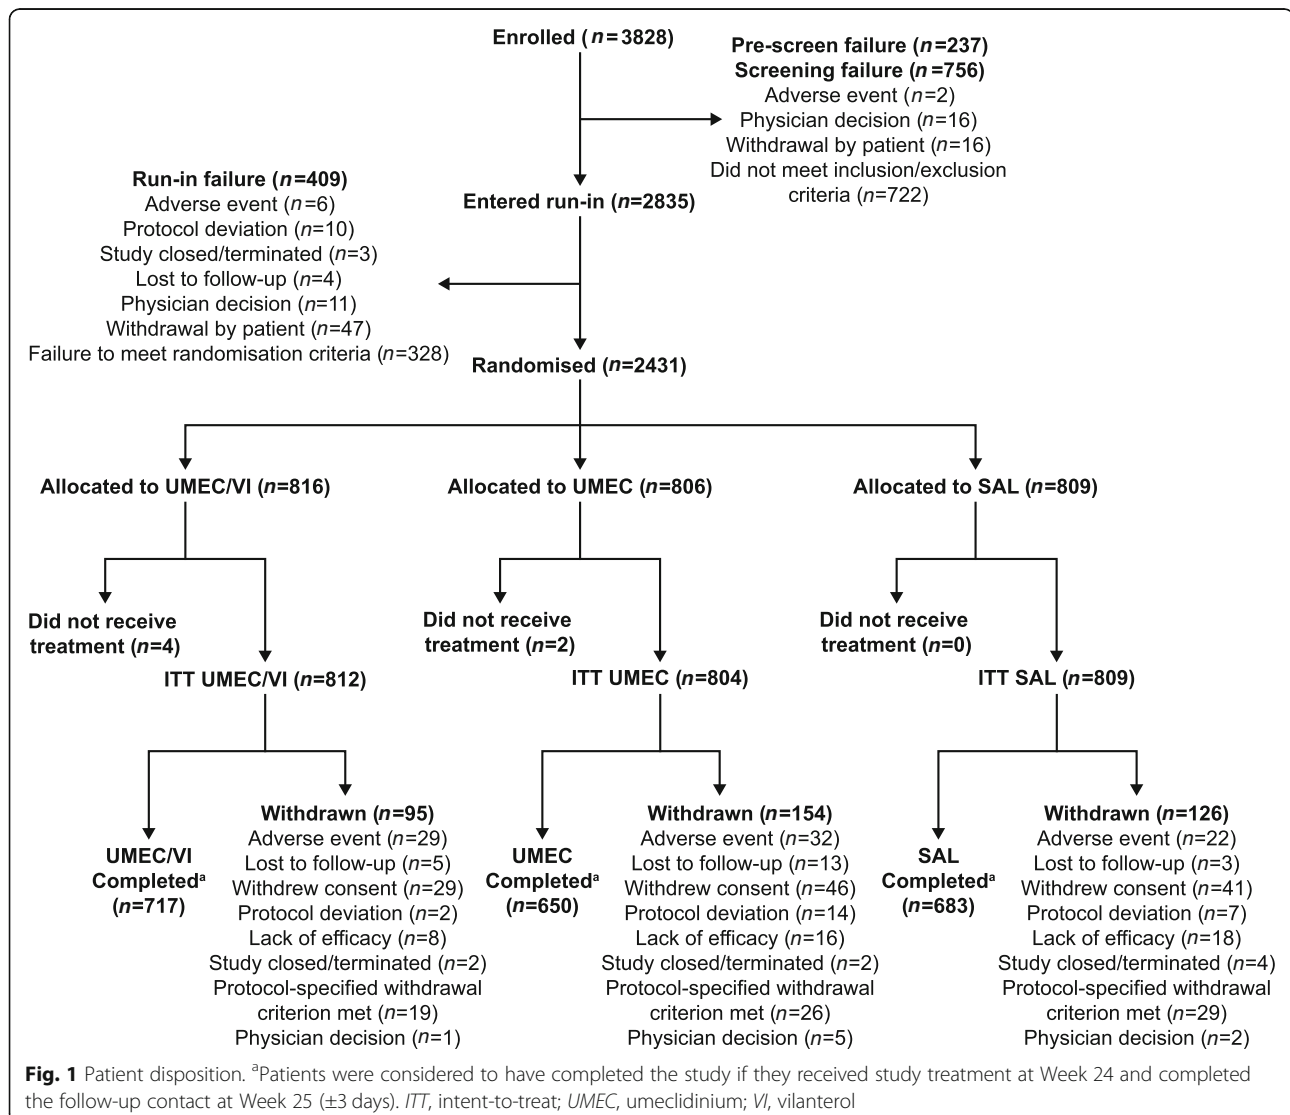 Enrolled (n=3828)
Pre-screen failure (n=237)
Screening failure (n=756)
Adverse event (n=2)
Physician decision (n=16)
Withdrawal by patient (n=16)
Did not meet inclusion/exclusion
criteria (n=722)
Run-in failure (n=409)
Adverse event (n=6)
Protocol deviation (n=10)
Study closed/terminated (n=3)
Lost to follow-up (n=4)
Physician decision (n=11)
Withdrawal by patient (n=47)
Failure to meet randomisation criteria (n=328)
Entered run-in (n=2835)
Randomised (n=2431)
Allocated to UMEC/VI (n=816)
Allocated to UMEC (n=806)
Allocated to SAL (n=809)
Did not receive
treatment (n=4)
Did not receive
treatment (n=2)
Did not receive
treatment (n=0)
ITT UMEC/VI (n=812)
ITT UMEC (n=804)
ITT SAL (n=809)
UMEC/VI
Completedᵃ
(n=717)
Withdrawn (n=95)
Adverse event (n=29)
Lost to follow-up (n=5)
Withdrew consent (n=29)
Protocol deviation (n=2)
Lack of efficacy (n=8)
Study closed/terminated (n=2)
Protocol-specified withdrawal
criterion met (n=19)
Physician decision (n=1)
UMEC
Completedᵃ
(n=650)
Withdrawn (n=154)
Adverse event (n=32)
Lost to follow-up (n=13)
Withdrew consent (n=46)
Protocol deviation (n=14)
Lack of efficacy (n=16)
Study closed/terminated (n=2)
Protocol-specified withdrawal
criterion met (n=26)
Physician decision (n=5)
SAL
Completedᵃ
(n=683)
Withdrawn (n=126)
Adverse event (n=22)
Lost to follow-up (n=3)
Withdrew consent (n=41)
Protocol deviation (n=7)
Lack of efficacy (n=18)
Study closed/terminated (n=4)
Protocol-specified withdrawal
criterion met (n=29)
Physician decision (n=2)
Fig. 1 Patient disposition. ᵃPatients were considered to have completed the study if they received study treatment at Week 24 and completed
the follow-up contact at Week 25 (±3 days). ITT, intent-to-treat; UMEC, umeclidinium; VI, vilanterol